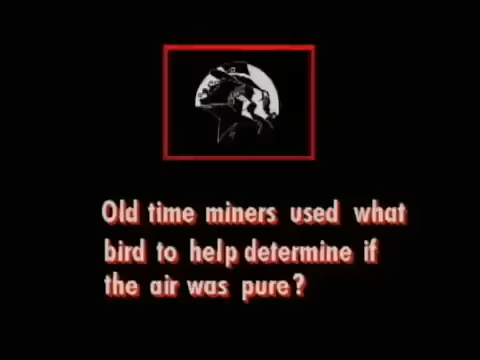 Old time miners used what
bird to help determine if
the air was pure?